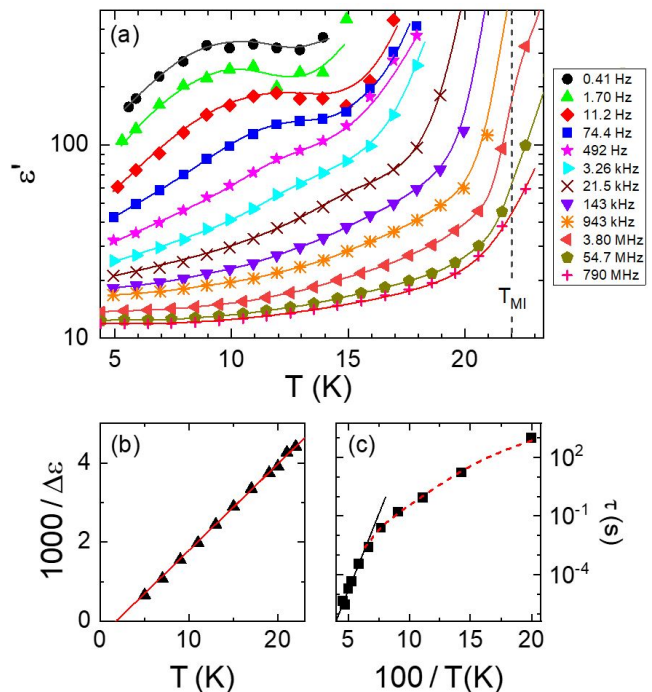 (a)
100
10
ε'
5
10
15
20
T (K)
T_MI
0.41 Hz
1.70 Hz
11.2 Hz
74.4 Hz
492 Hz
3.26 kHz
21.5 kHz
143 kHz
943 kHz
3.80 MHz
54.7 MHz
790 MHz
(b)
4
2
0
1000 / Δε
0
10
20
T (K)
(c)
10²
10⁻¹
10⁻⁴
τ (s)
5
10
15
20
100 / T(K)